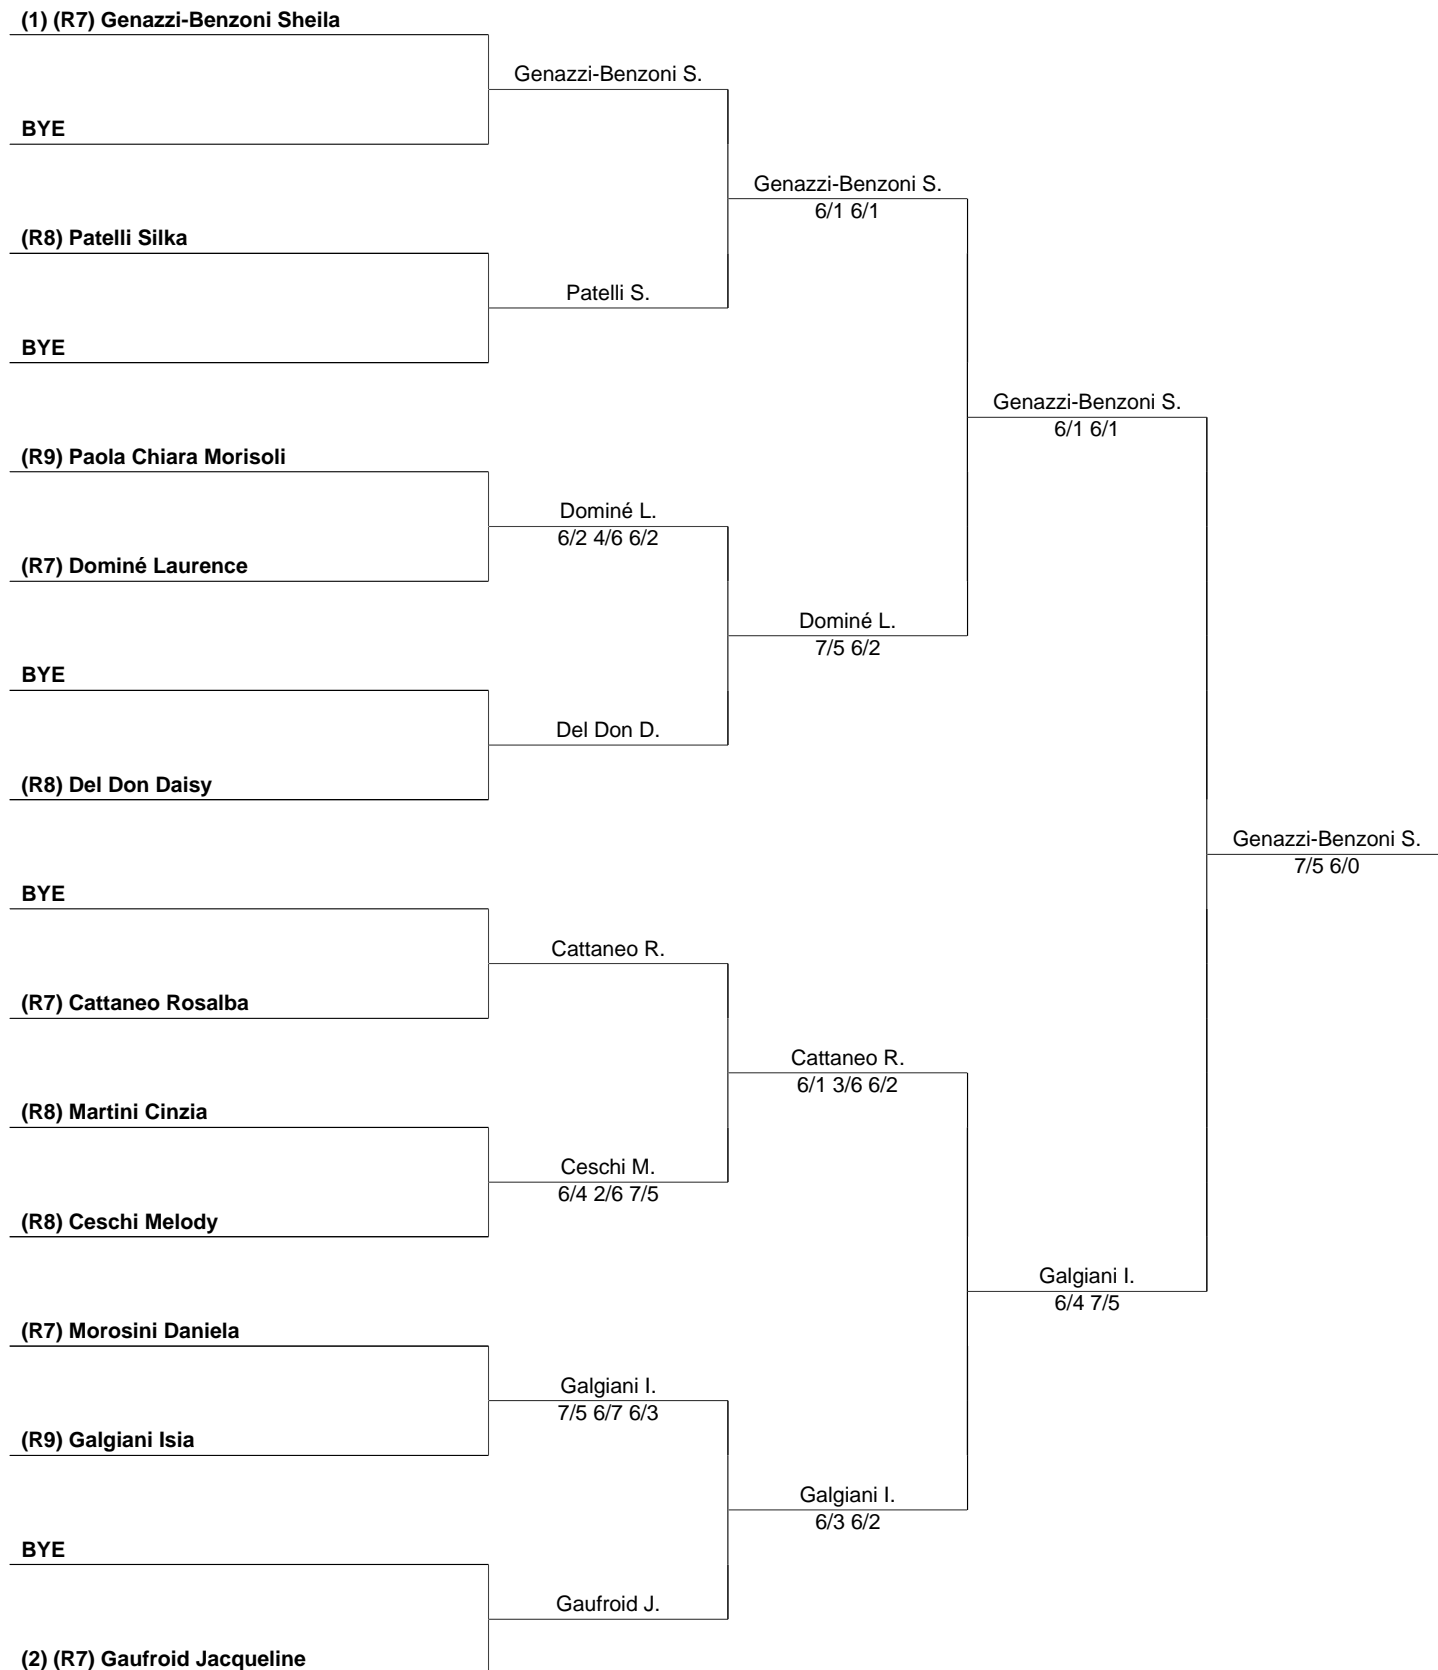 (1) (R7) Genazzi-Benzoni Sheila
Genazzi-Benzoni S.
BYE
Genazzi-Benzoni S.
6/1 6/1
(R8) Patelli Silka
Patelli S.
BYE
Genazzi-Benzoni S.
6/1 6/1
(R9) Paola Chiara Morisoli
Dominé L.
6/2 4/6 6/2
(R7) Dominé Laurence
Dominé L.
7/5 6/2
BYE
Del Don D.
(R8) Del Don Daisy
Genazzi-Benzoni S.
7/5 6/0
BYE
Cattaneo R.
(R7) Cattaneo Rosalba
Cattaneo R.
6/1 3/6 6/2
(R8) Martini Cinzia
Ceschi M.
6/4 2/6 7/5
(R8) Ceschi Melody
Galgiani I.
6/4 7/5
(R7) Morosini Daniela
Galgiani I.
7/5 6/7 6/3
(R9) Galgiani Isia
Galgiani I.
6/3 6/2
BYE
Gaufroid J.
(2) (R7) Gaufroid Jacqueline